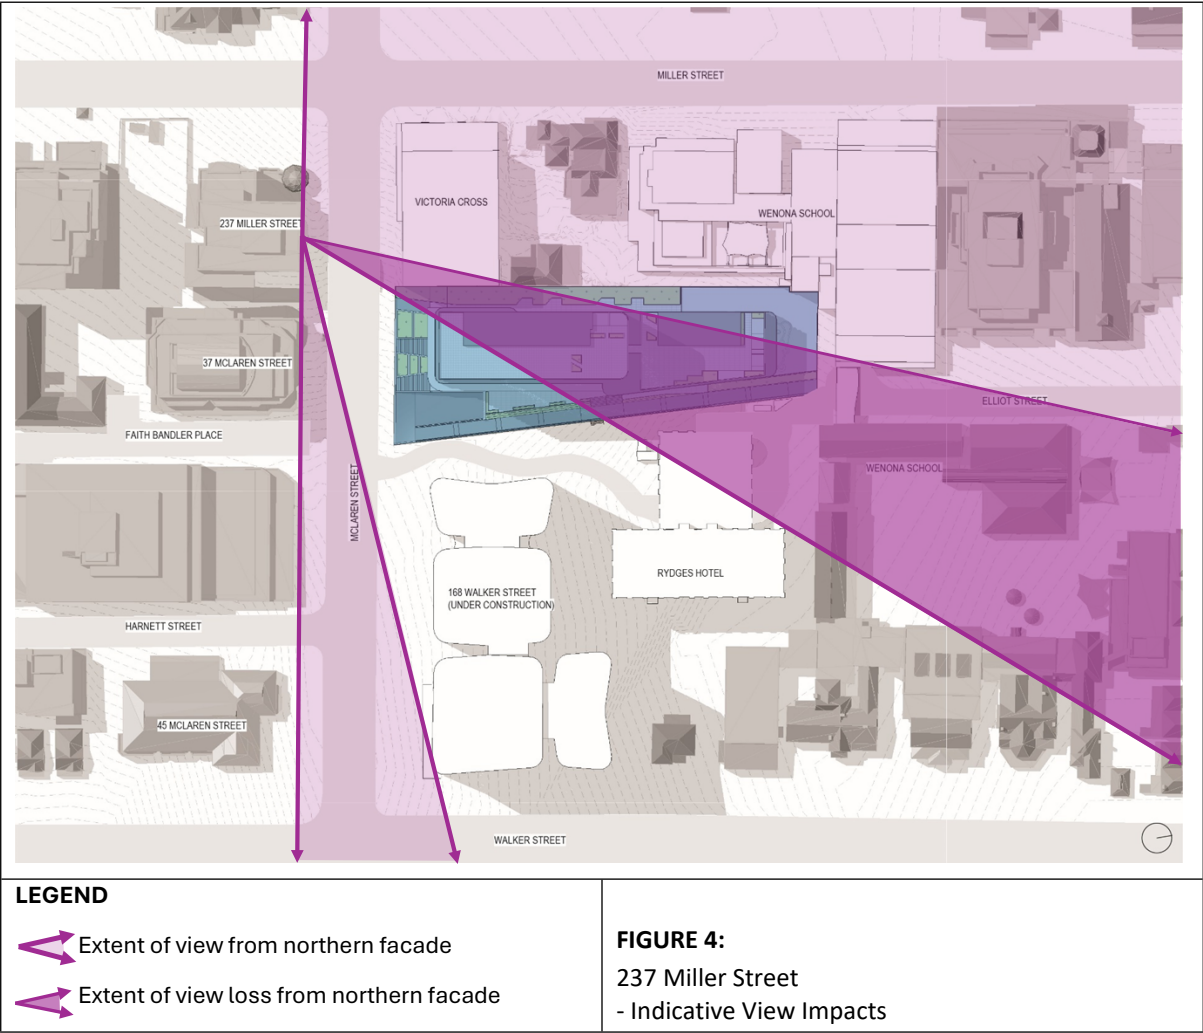 MILLER STREET
VICTORIA CROSS
WENONA SCHOOL
237 MILLER STREET
37 MCLAREN STREET
ELLIOT STREET
FAITH BANDLER PLACE
WENONA SCHOOL
MCLAREN STREET
RYDGES HOTEL
168 WALKER STREET
(UNDER CONSTRUCTION)
HARNETT STREET
45 MCLAREN STREET
WALKER STREET
LEGEND
Extent of view from northern facade
Extent of view loss from northern facade
FIGURE 4:
237 Miller Street
- Indicative View Impacts